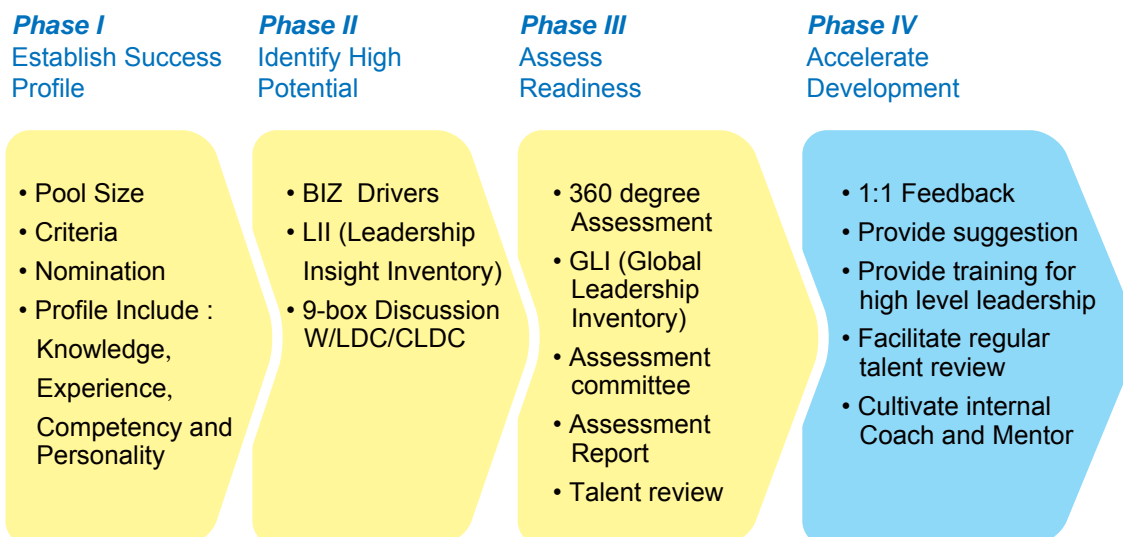 Phase I
Establish Success
Profile
• Pool Size
• Criteria
• Nomination
• Profile Include :
Knowledge,
Experience,
Competency and
Personality
Phase II
Identify High
Potential
• BIZ Drivers
• LII (Leadership
Insight Inventory)
• 9-box Discussion
W/LDC/CLDC
Phase III
Assess
Readiness
• 360 degree
Assessment
• GLI (Global
Leadership
Inventory)
• Assessment
committee
• Assessment
Report
• Talent review
Phase IV
Accelerate
Development
• 1:1 Feedback
• Provide suggestion
• Provide training for
high level leadership
• Facilitate regular
talent review
• Cultivate internal
Coach and Mentor